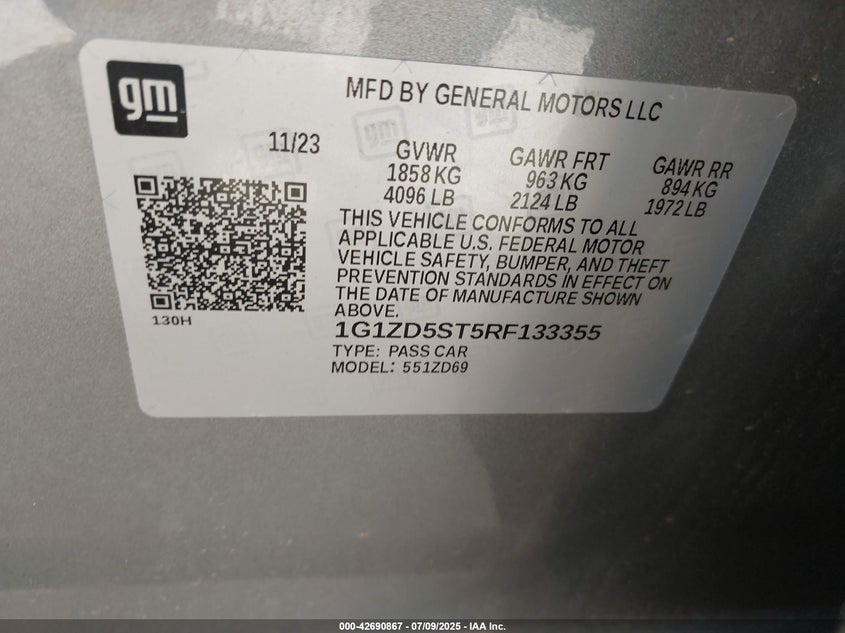 gm
MFD BY GENERAL MOTORS LLC
11/23
GVWR
1858 KG
4096 LB
GAWR FRT
963 KG
2124 LB
GAWR RR
894 KG
1972 LB
THIS VEHICLE CONFORMS TO ALL
APPLICABLE U.S. FEDERAL MOTOR
VEHICLE SAFETY, BUMPER, AND THEFT
PREVENTION STANDARDS IN EFFECT ON
THE DATE OF MANUFACTURE SHOWN
ABOVE.
130H
1G1ZD5ST5RF133355
TYPE: PASS CAR
MODEL: 551ZD69
000-42690867 - 07/09/2025 - IAA Inc.